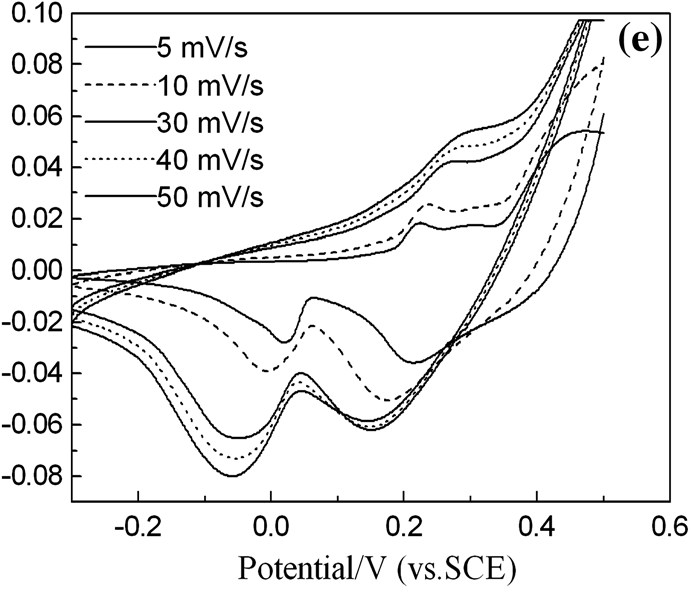 0.10
(e)
5 mV/s
0.08
10 mV/s
0.06
30 mV/s
0.04
40 mV/s
50 mV/s
0.02
0.00
-0.02
-0.04
-0.06
-0.08
-0.2 0.0 0.2 0.4 0.6
Potential/V (vs.SCE)